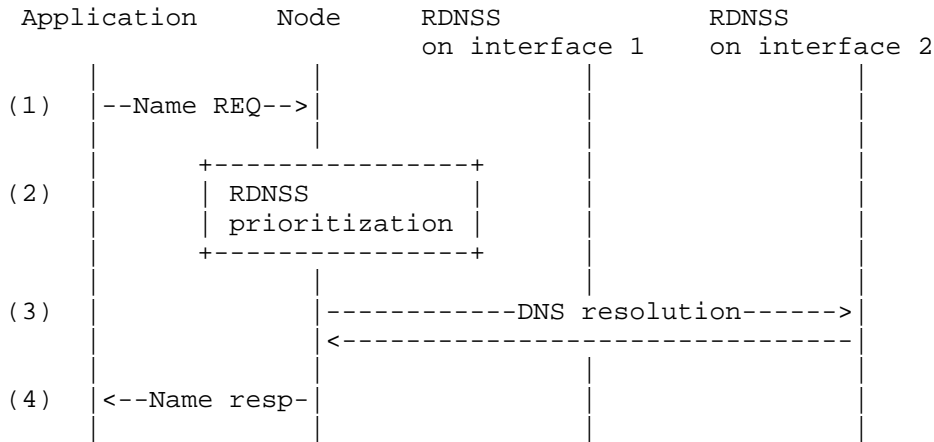 Application Node RDNSS RDNSS
on interface 1 on interface 2
(1) |--Name REQ-->|
(2) | RDNSS |
| prioritization |
(3) |------------DNS resolution------>|
|<--------------------------------|
(4) |<--Name resp-|